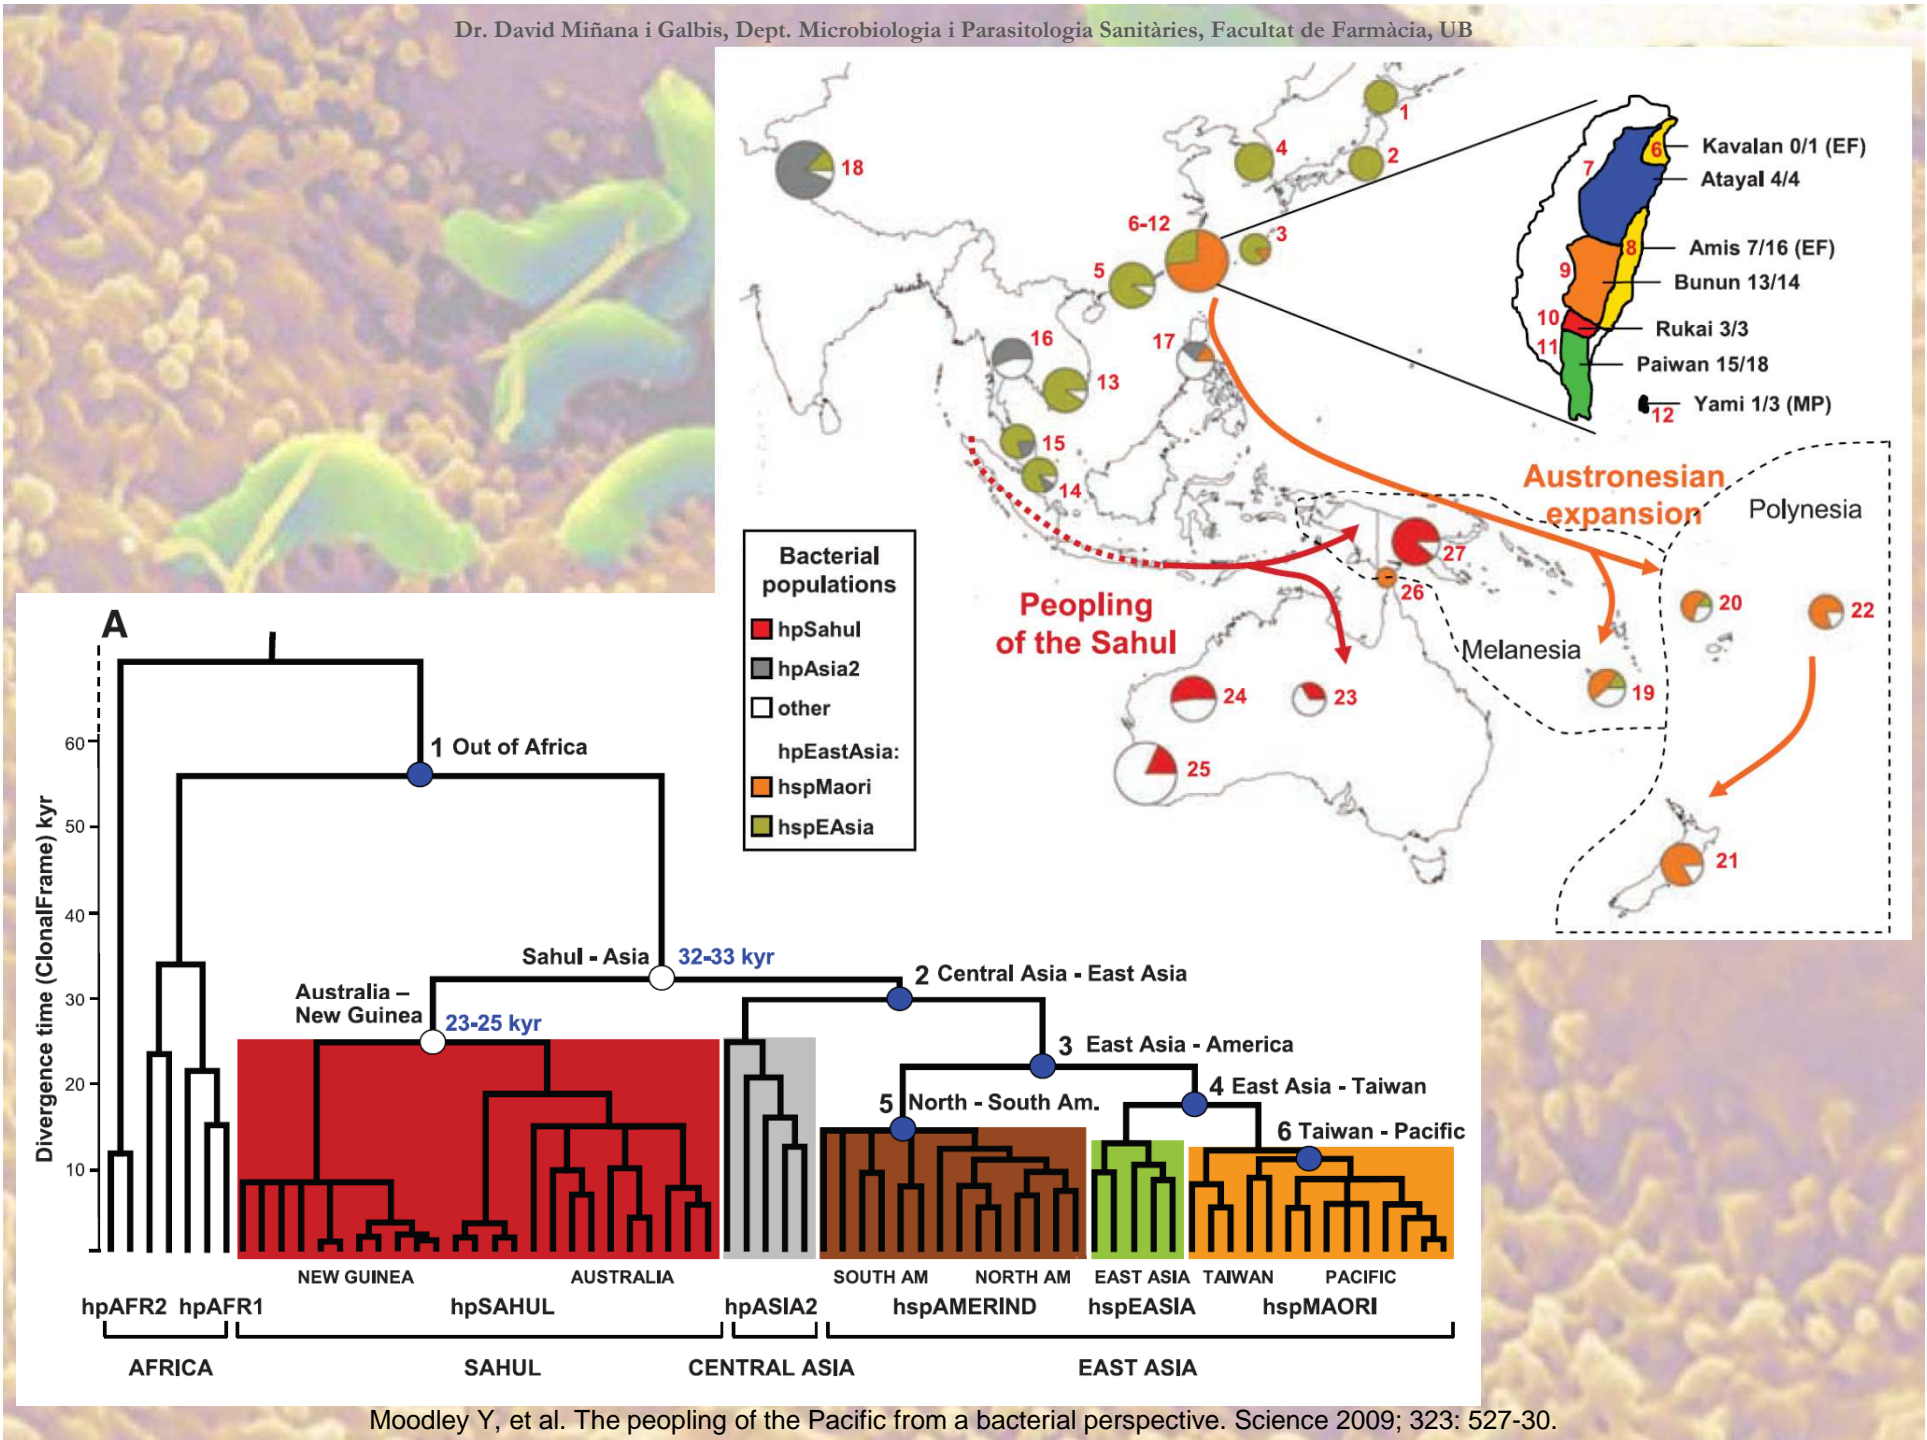 Dr. David Miñana i Galbis, Dept. Microbiologia i Parasitologia Sanitàries, Facultat de Farmàcia, UB
1
2
3
4
18
6-12
5
16
17
13
15
14
7
6
Kavalan 0/1 (EF)
Atayal 4/4
8
Amis 7/16 (EF)
9
Bunun 13/14
10
Rukai 3/3
11
Paiwan 15/18
12
Yami 1/3 (MP)
Austronesian
expansion
Polynesia
27
26
Peopling
of the Sahul
Melanesia
20
22
19
24
23
25
21
Bacterial
populations
hpSahul
hpAsia2
other
hpEastAsia:
hspMaori
hspEAsia
A
Divergence time (ClonalFrame) kyr
60
50
40
30
20
10
1 Out of Africa
Sahul - Asia
32-33 kyr
2 Central Asia - East Asia
Australia –
New Guinea
23-25 kyr
3 East Asia - America
4 East Asia - Taiwan
5 North - South Am.
6 Taiwan - Pacific
NEW GUINEA
AUSTRALIA
SOUTH AM
NORTH AM
EAST ASIA
TAIWAN
PACIFIC
hpAFR2
hpAFR1
hpSAHUL
hpASIA2
hspAMERIND
hspEASIA
hspMAORI
AFRICA
SAHUL
CENTRAL ASIA
EAST ASIA
Moodley Y, et al. The peopling of the Pacific from a bacterial perspective. Science 2009; 323: 527-30.